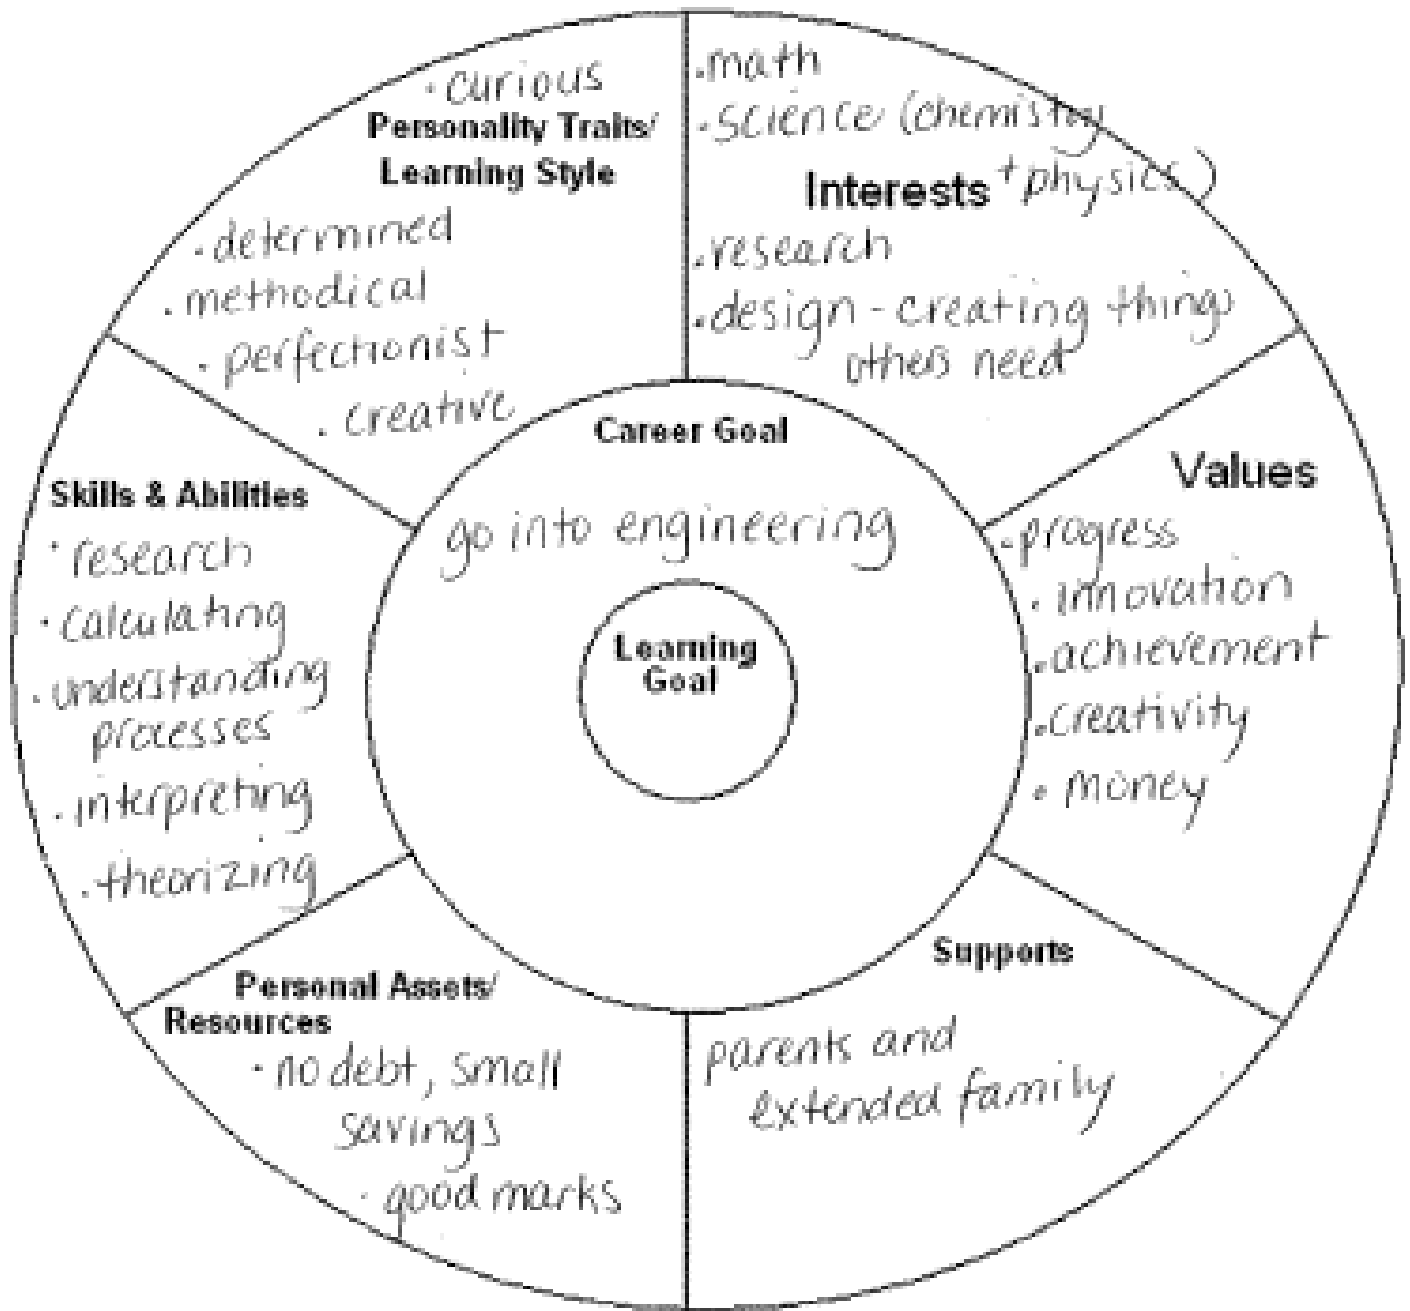 · curious
Personality Traits/
Learning Style
· determined
· methodical
· perfectionist
· creative
· math
· science (chemistry
+ physics)
Interests
· research
· design - creating things
others need
Career Goal
go into engineering
Learning
Goal
Values
· progress
· innovation
· achievement
· creativity
· money
Skills & Abilities
· research
· calculating
· understanding
processes
· interpreting
· theorizing
Personal Assets/
Resources
· no debt, small
savings
· good marks
Supports
parents and
extended family